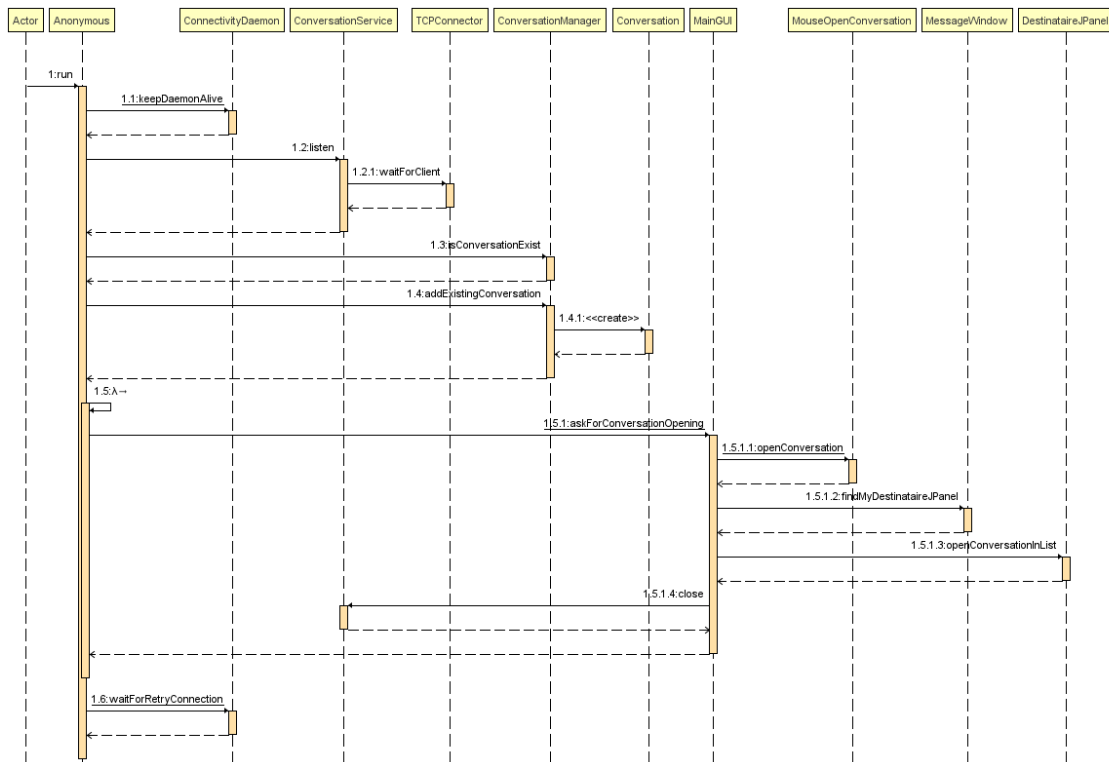 Actor
Anonymous
ConnectivityDaemon
ConversationService
TCPConnector
ConversationManager
Conversation
MainGUI
MouseOpenConversation
MessageWindow
DestinataireJPanel
1:run
1.1:keepDaemonAlive
1.2:listen
1.2.1:waitForClient
1.3:isConversationExist
1.4:addExistingConversation
1.4.1:<<create>>
1.5:λ→
1.5.1:askForConversationOpening
1.5.1.1:openConversation
1.5.1.2:findMyDestinataireJPanel
1.5.1.3:openConversationInList
1.5.1.4:close
1.6:waitForRetryConnection